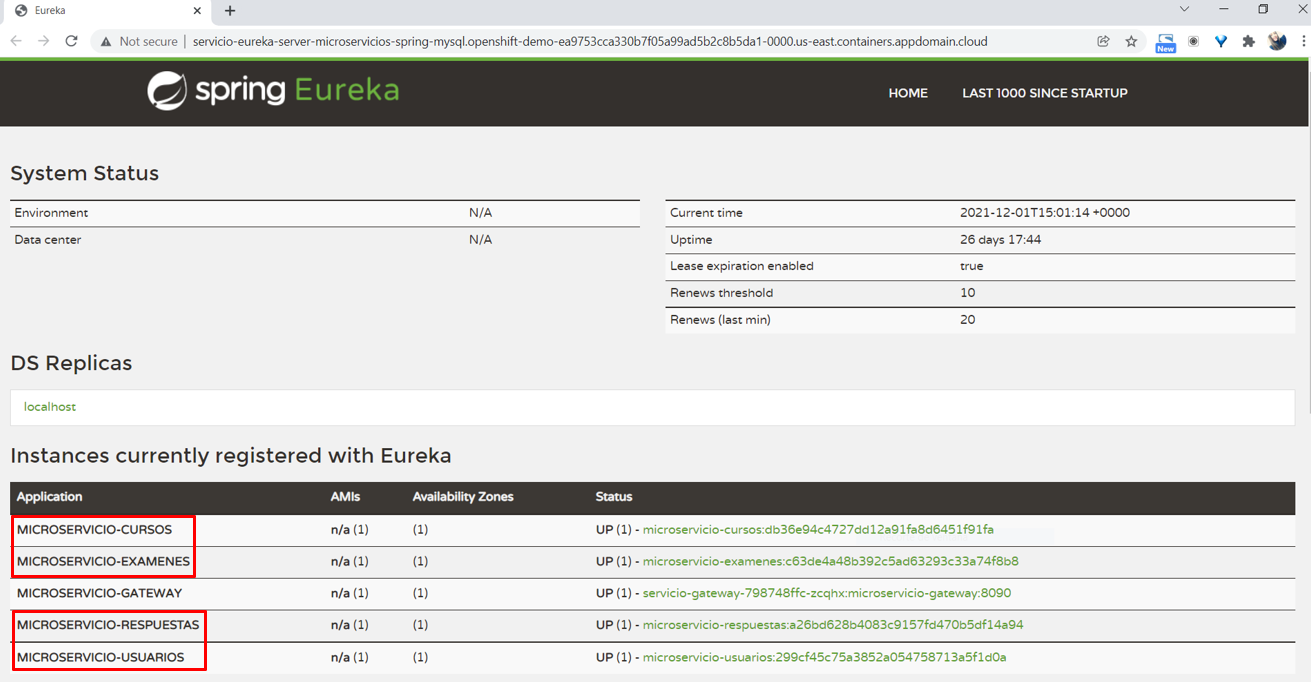 Eureka
Not secure | servicio-eureka-server-microservicios-spring-mysql.openshift-demo-ea9753cca330b7f05a99ad5b2c8b5da1-0000.us-east.containers.appdomain.cloud
New
spring Eureka
HOME LAST 1000 SINCE STARTUP
System Status
Environment N/A
Data center N/A
Current time 2021-12-01T15:01:14 +0000
Uptime 26 days 17:44
Lease expiration enabled true
Renews threshold 10
Renews (last min) 20
DS Replicas
localhost
Instances currently registered with Eureka
Application AMIs Availability Zones Status
MICROSERVICIO-CURSOS n/a (1) (1) UP (1) - microservicio-cursos:db36e94c4727dd12a91fa8d6451f91fa
MICROSERVICIO-EXAMENES n/a (1) (1) UP (1) - microservicio-examenes:c63de4a48b392c5ad63293c33a74f8b8
MICROSERVICIO-GATEWAY n/a (1) (1) UP (1) - servicio-gateway-798748ffc-zcqhx:microservicio-gateway:8090
MICROSERVICIO-RESPUESTAS n/a (1) (1) UP (1) - microservicio-respuestas:a26bd628b4083c9157fd470b5df14a94
MICROSERVICIO-USUARIOS n/a (1) (1) UP (1) - microservicio-usuarios:299cf45c75a3852a054758713a5f1d0a